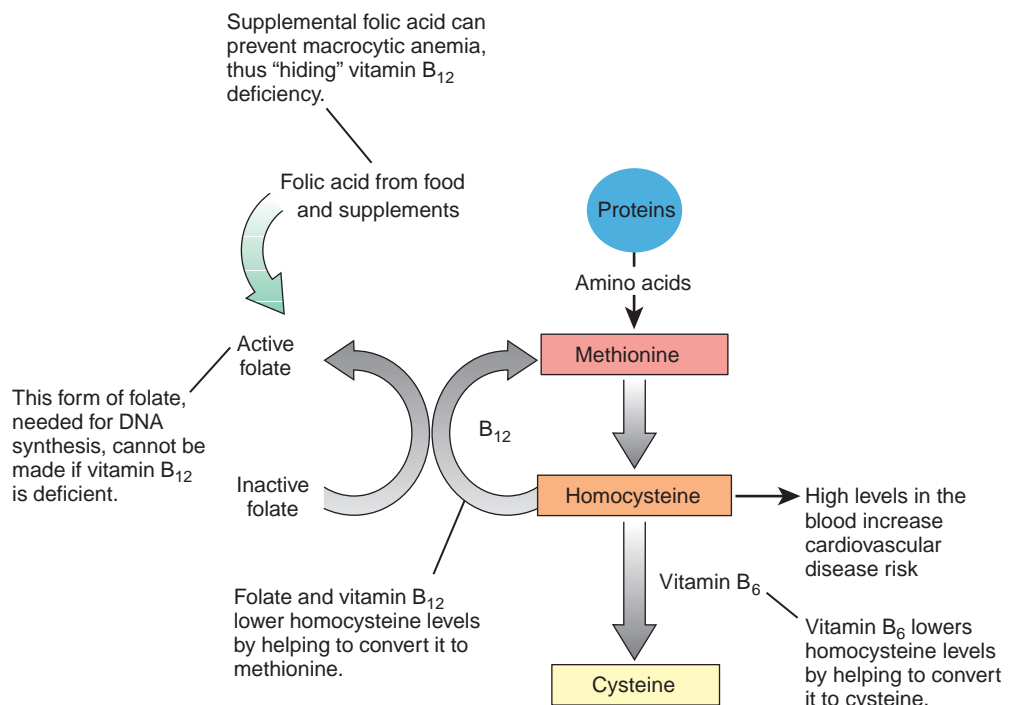 Supplemental folic acid can
prevent macrocytic anemia,
thus “hiding” vitamin B12
deficiency.
Folic acid from food
and supplements
Proteins
Amino acids
Active
folate
Methionine
This form of folate,
needed for DNA
synthesis, cannot be
made if vitamin B12
is deficient.
B12
Inactive
folate
Homocysteine
High levels in the
blood increase
cardiovascular
disease risk
Folate and vitamin B12
lower homocysteine levels
by helping to convert it to
methionine.
Vitamin B6
Vitamin B6 lowers
homocysteine levels
by helping to convert
it to cysteine.
Cysteine